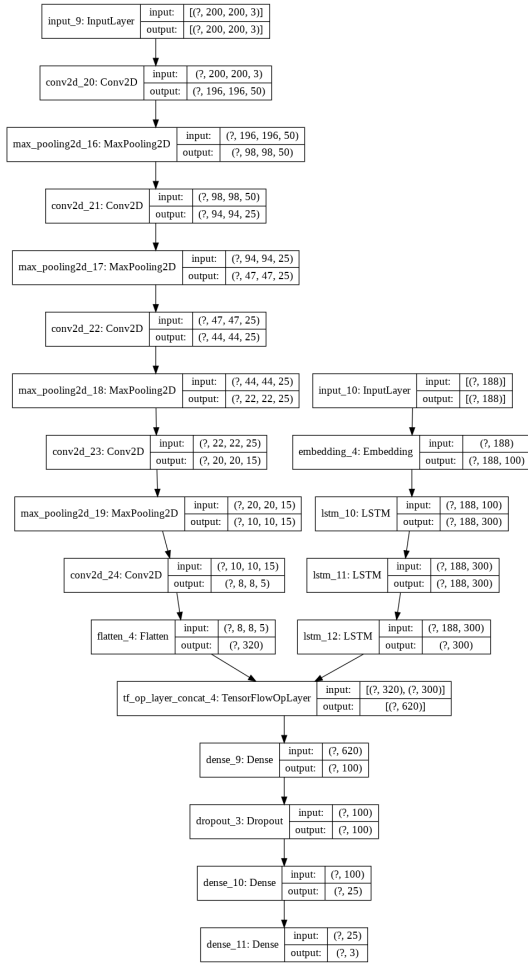 input_9: InputLayer
input: [(?, 200, 200, 3)]
output: [(?, 200, 200, 3)]
conv2d_20: Conv2D
input: (?, 200, 200, 3)
output: (?, 196, 196, 50)
max_pooling2d_16: MaxPooling2D
input: (?, 196, 196, 50)
output: (?, 98, 98, 50)
conv2d_21: Conv2D
input: (?, 98, 98, 50)
output: (?, 94, 94, 25)
max_pooling2d_17: MaxPooling2D
input: (?, 94, 94, 25)
output: (?, 47, 47, 25)
conv2d_22: Conv2D
input: (?, 47, 47, 25)
output: (?, 44, 44, 25)
max_pooling2d_18: MaxPooling2D
input: (?, 44, 44, 25)
output: (?, 22, 22, 25)
input_10: InputLayer
input: [(?, 188)]
output: [(?, 188)]
conv2d_23: Conv2D
input: (?, 22, 22, 25)
output: (?, 20, 20, 15)
embedding_4: Embedding
input: (?, 188)
output: (?, 188, 100)
max_pooling2d_19: MaxPooling2D
input: (?, 20, 20, 15)
output: (?, 10, 10, 15)
lstm_10: LSTM
input: (?, 188, 100)
output: (?, 188, 300)
conv2d_24: Conv2D
input: (?, 10, 10, 15)
output: (?, 8, 8, 5)
lstm_11: LSTM
input: (?, 188, 300)
output: (?, 188, 300)
flatten_4: Flatten
input: (?, 8, 8, 5)
output: (?, 320)
lstm_12: LSTM
input: (?, 188, 300)
output: (?, 300)
tf_op_layer_concat_4: TensorFlowOpLayer
input: [(?, 320), (?, 300)]
output: [(?, 620)]
dense_9: Dense
input: (?, 620)
output: (?, 100)
dropout_3: Dropout
input: (?, 100)
output: (?, 100)
dense_10: Dense
input: (?, 100)
output: (?, 25)
dense_11: Dense
input: (?, 25)
output: (?, 3)